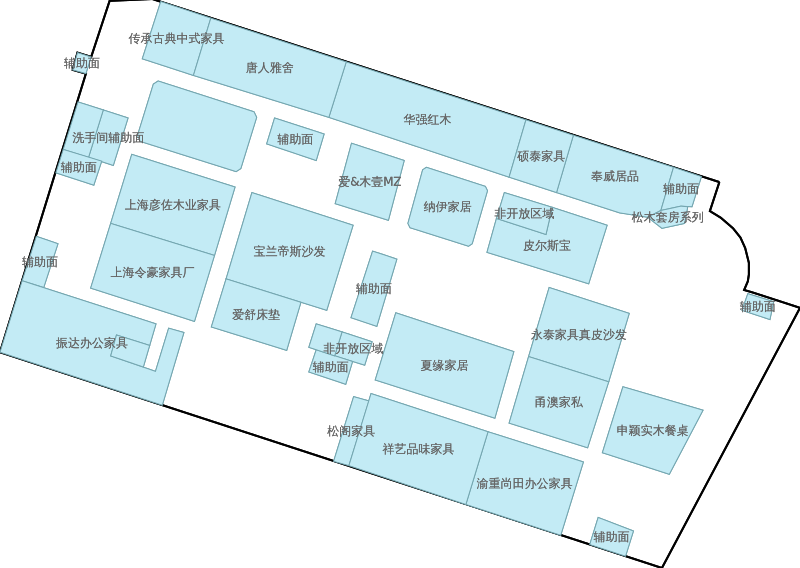 传承古典中式家具
唐人雅舍
辅助面
华强红木
洗手间辅助面
辅助面
辅助面
硕泰家具
奉威居品
辅助面
爱&木壹MZ
纳伊家居
非开放区域
松木套房系列
皮尔斯宝
上海彦佐木业家具
宝兰帝斯沙发
辅助面
上海令豪家具厂
辅助面
爱舒床垫
辅助面
振达办公家具
非开放区域
辅助面
夏缘家居
永泰家具真皮沙发
甬澳家私
松阁家具
祥艺品味家具
申颖实木餐桌
渝重尚田办公家具
辅助面